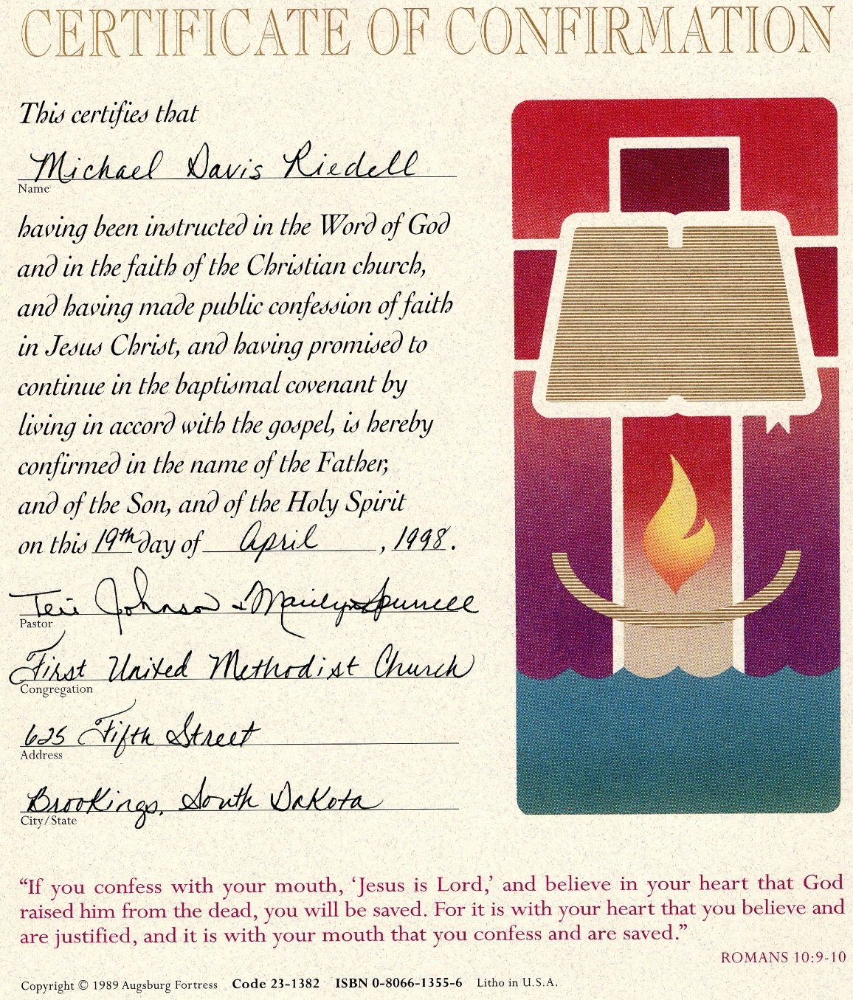 CERTIFICATE OF CONFIRMATION
This certifies that
Michael Davis Riedell
Name
having been instructed in the Word of God
and in the faith of the Christian church,
and having made public confession of faith
in Jesus Christ, and having promised to
continue in the baptismal covenant by
living in accord with the gospel, is hereby
confirmed in the name of the Father,
and of the Son, and of the Holy Spirit
on this 19th day of April, 1998.
Teri Johnson + Marilyn Spurrell
Pastor
First United Methodist Church
Congregation
625 Fifth Street
Address
Brookings, South Dakota
City/State
“If you confess with your mouth, ‘Jesus is Lord,’ and believe in your heart that God
raised him from the dead, you will be saved. For it is with your heart that you believe and
are justified, and it is with your mouth that you confess and are saved.”
ROMANS 10:9-10
Copyright © 1989 Augsburg Fortress Code 23-1382 ISBN 0-8066-1355-6 Litho in U.S.A.